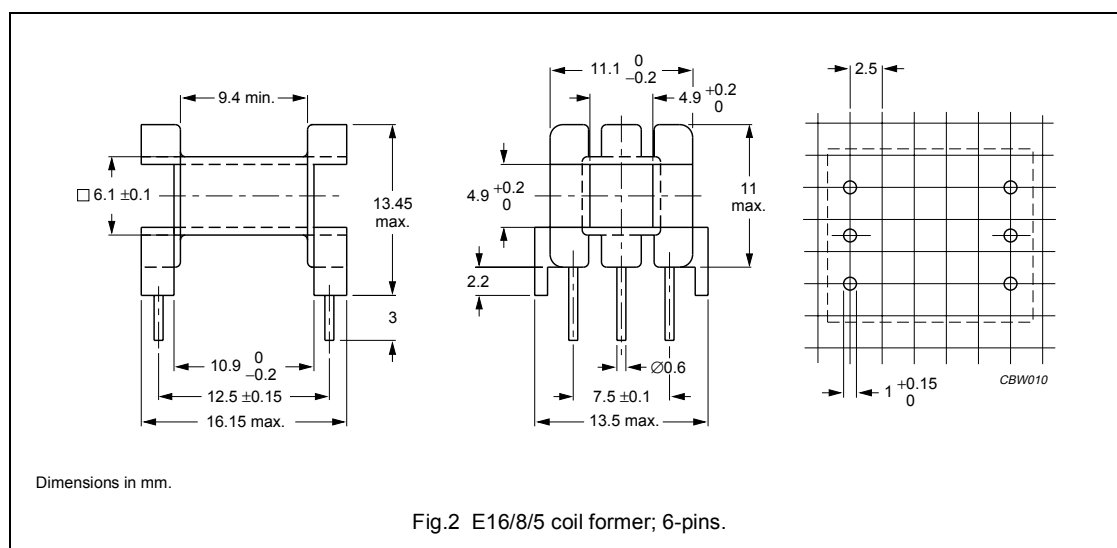 9.4 min.
□ 6.1 ±0.1
13.45
max.
3
10.9 0
−0.2
12.5 ±0.15
16.15 max.
11.1 0
−0.2
4.9 +0.2
0
4.9 +0.2
0
11
max.
2.2
∅0.6
7.5 ±0.1
13.5 max.
2.5
1 +0.15
0
CBW010
Dimensions in mm.
Fig.2 E16/8/5 coil former; 6-pins.